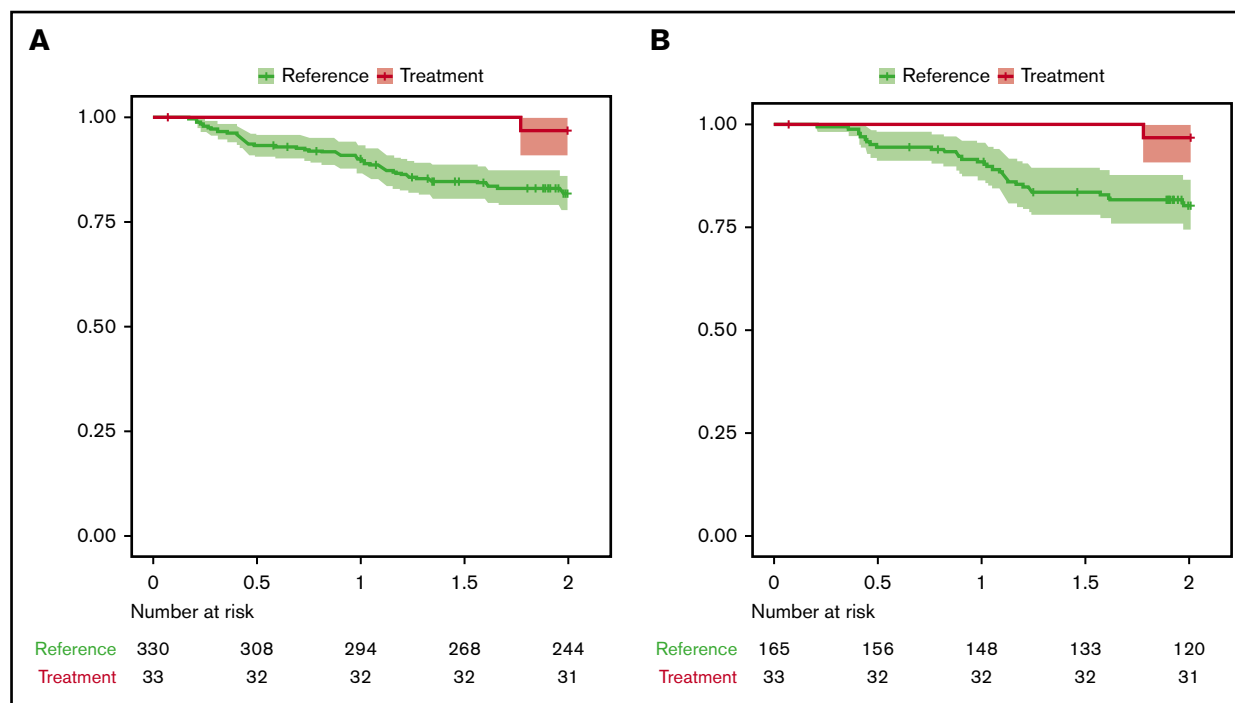 A
Reference Treatment
1.00
0.75
0.50
0.25
0.00
0 0.5 1 1.5 2
Number at risk
Reference 330 308 294 268 244
Treatment 33 32 32 32 31
B
Reference Treatment
1.00
0.75
0.50
0.25
0.00
0 0.5 1 1.5 2
Number at risk
Reference 165 156 148 133 120
Treatment 33 32 32 32 31